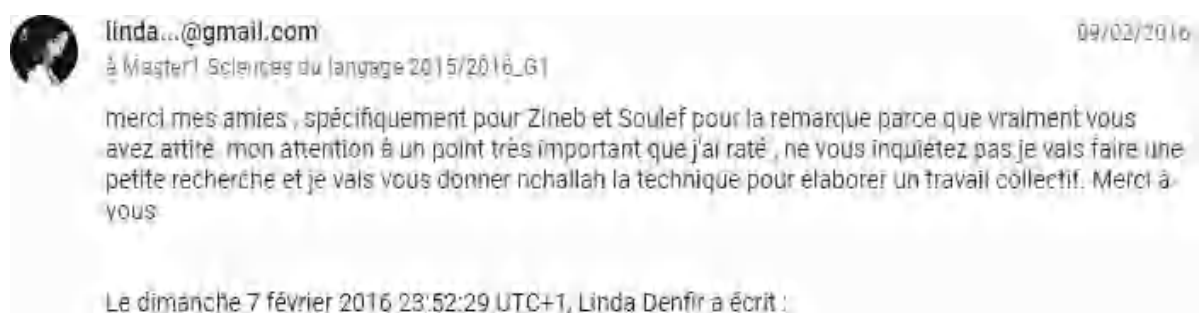 linda...@gmail.com
09/02/2016
à Master1 Sciences du langage 2015/2016_G1
merci mes amies , spécifiquement pour Zineb et Soulef pour la remarque parce que vraiment vous
avez attiré mon attention à un point très important que j'ai raté , ne vous inquiétez pas je vais faire une
petite recherche et je vais vous donner nchallah la technique pour élaborer un travail collectif. Merci à
vous
Le dimanche 7 février 2016 23:52:29 UTC+1, Linda Denfir a écrit :